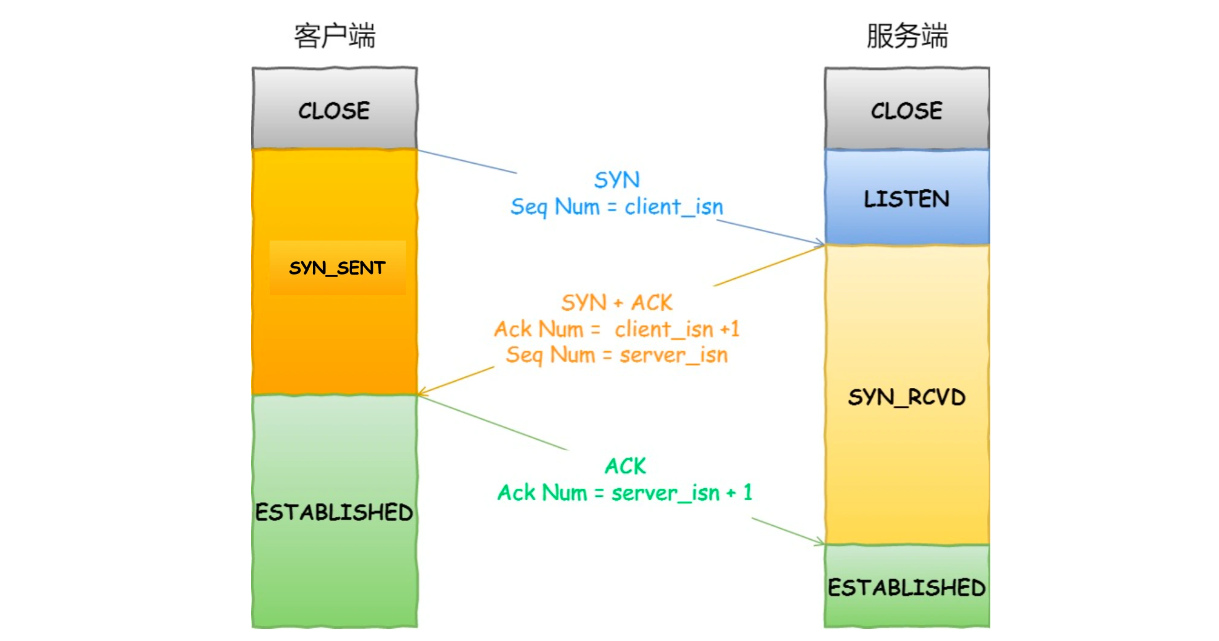 客户端
服务端
CLOSE
CLOSE
SYN
Seq Num = client_isn
LISTEN
SYN_SENT
SYN + ACK
Ack Num = client_isn +1
Seq Num = server_isn
SYN_RCVD
ACK
Ack Num = server_isn + 1
ESTABLISHED
ESTABLISHED